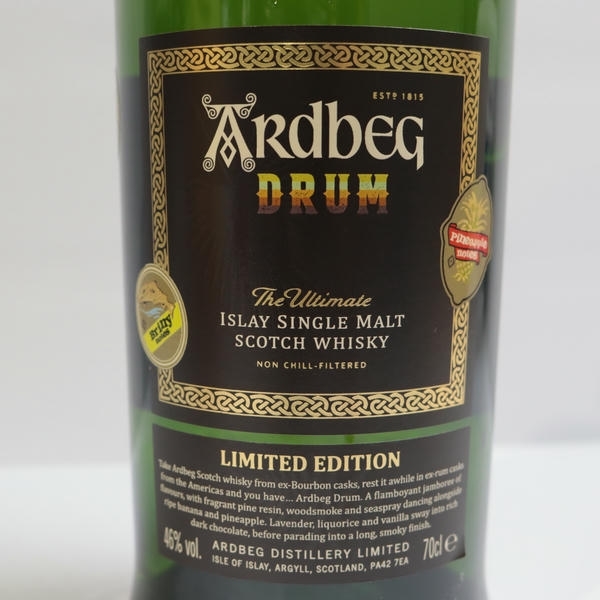 ESTD 1815
ARDBEG
DRUM
Pineapple
notes
The Ultimate
ISLAY SINGLE MALT
SCOTCH WHISKY
NON CHILL-FILTERED
Briny
notes
LIMITED EDITION
Take Ardbeg Scotch whisky from ex-Bourbon casks, rest it awhile in ex-rum casks
from the Americas and you have... Ardbeg Drum. A flamboyant jamboree of
flavours, with fragrant pine resin, woodsmoke and seaspray dancing alongside
ripe banana and pineapple. Lavender, liquorice and vanilla sway into rich
dark chocolate, before parading into a long, smoky finish.
46% vol. ARDBEG DISTILLERY LIMITED 70cl ℮
ISLE OF ISLAY, ARGYLL, SCOTLAND, PA42 7EA